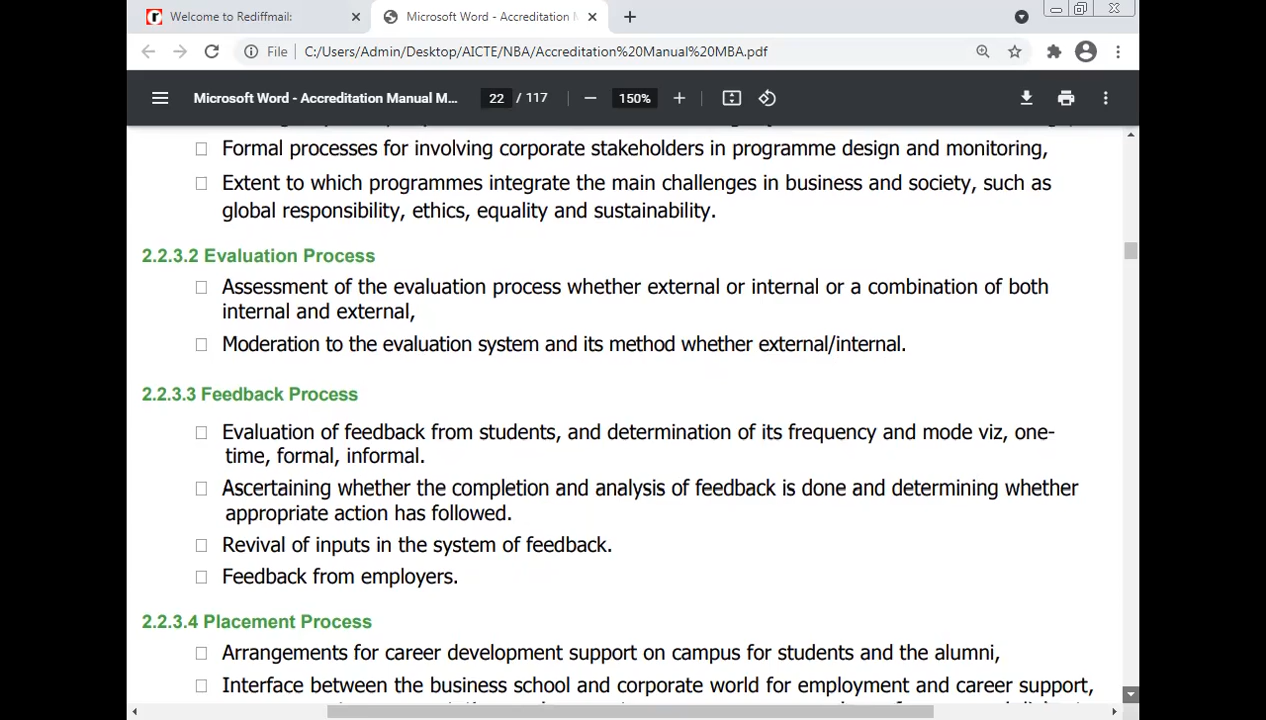 Welcome to Rediffmail:
Microsoft Word - Accreditation M
File C:/Users/Admin/Desktop/AICTE/NBA/Accreditation%20Manual%20MBA.pdf
Microsoft Word - Accreditation Manual M... 22 / 117 150%
Formal processes for involving corporate stakeholders in programme design and monitoring,
Extent to which programmes integrate the main challenges in business and society, such as
global responsibility, ethics, equality and sustainability.
2.2.3.2 Evaluation Process
Assessment of the evaluation process whether external or internal or a combination of both
internal and external,
Moderation to the evaluation system and its method whether external/internal.
2.2.3.3 Feedback Process
Evaluation of feedback from students, and determination of its frequency and mode viz, one-
time, formal, informal.
Ascertaining whether the completion and analysis of feedback is done and determining whether
appropriate action has followed.
Revival of inputs in the system of feedback.
Feedback from employers.
2.2.3.4 Placement Process
Arrangements for career development support on campus for students and the alumni,
Interface between the business school and corporate world for employment and career support,